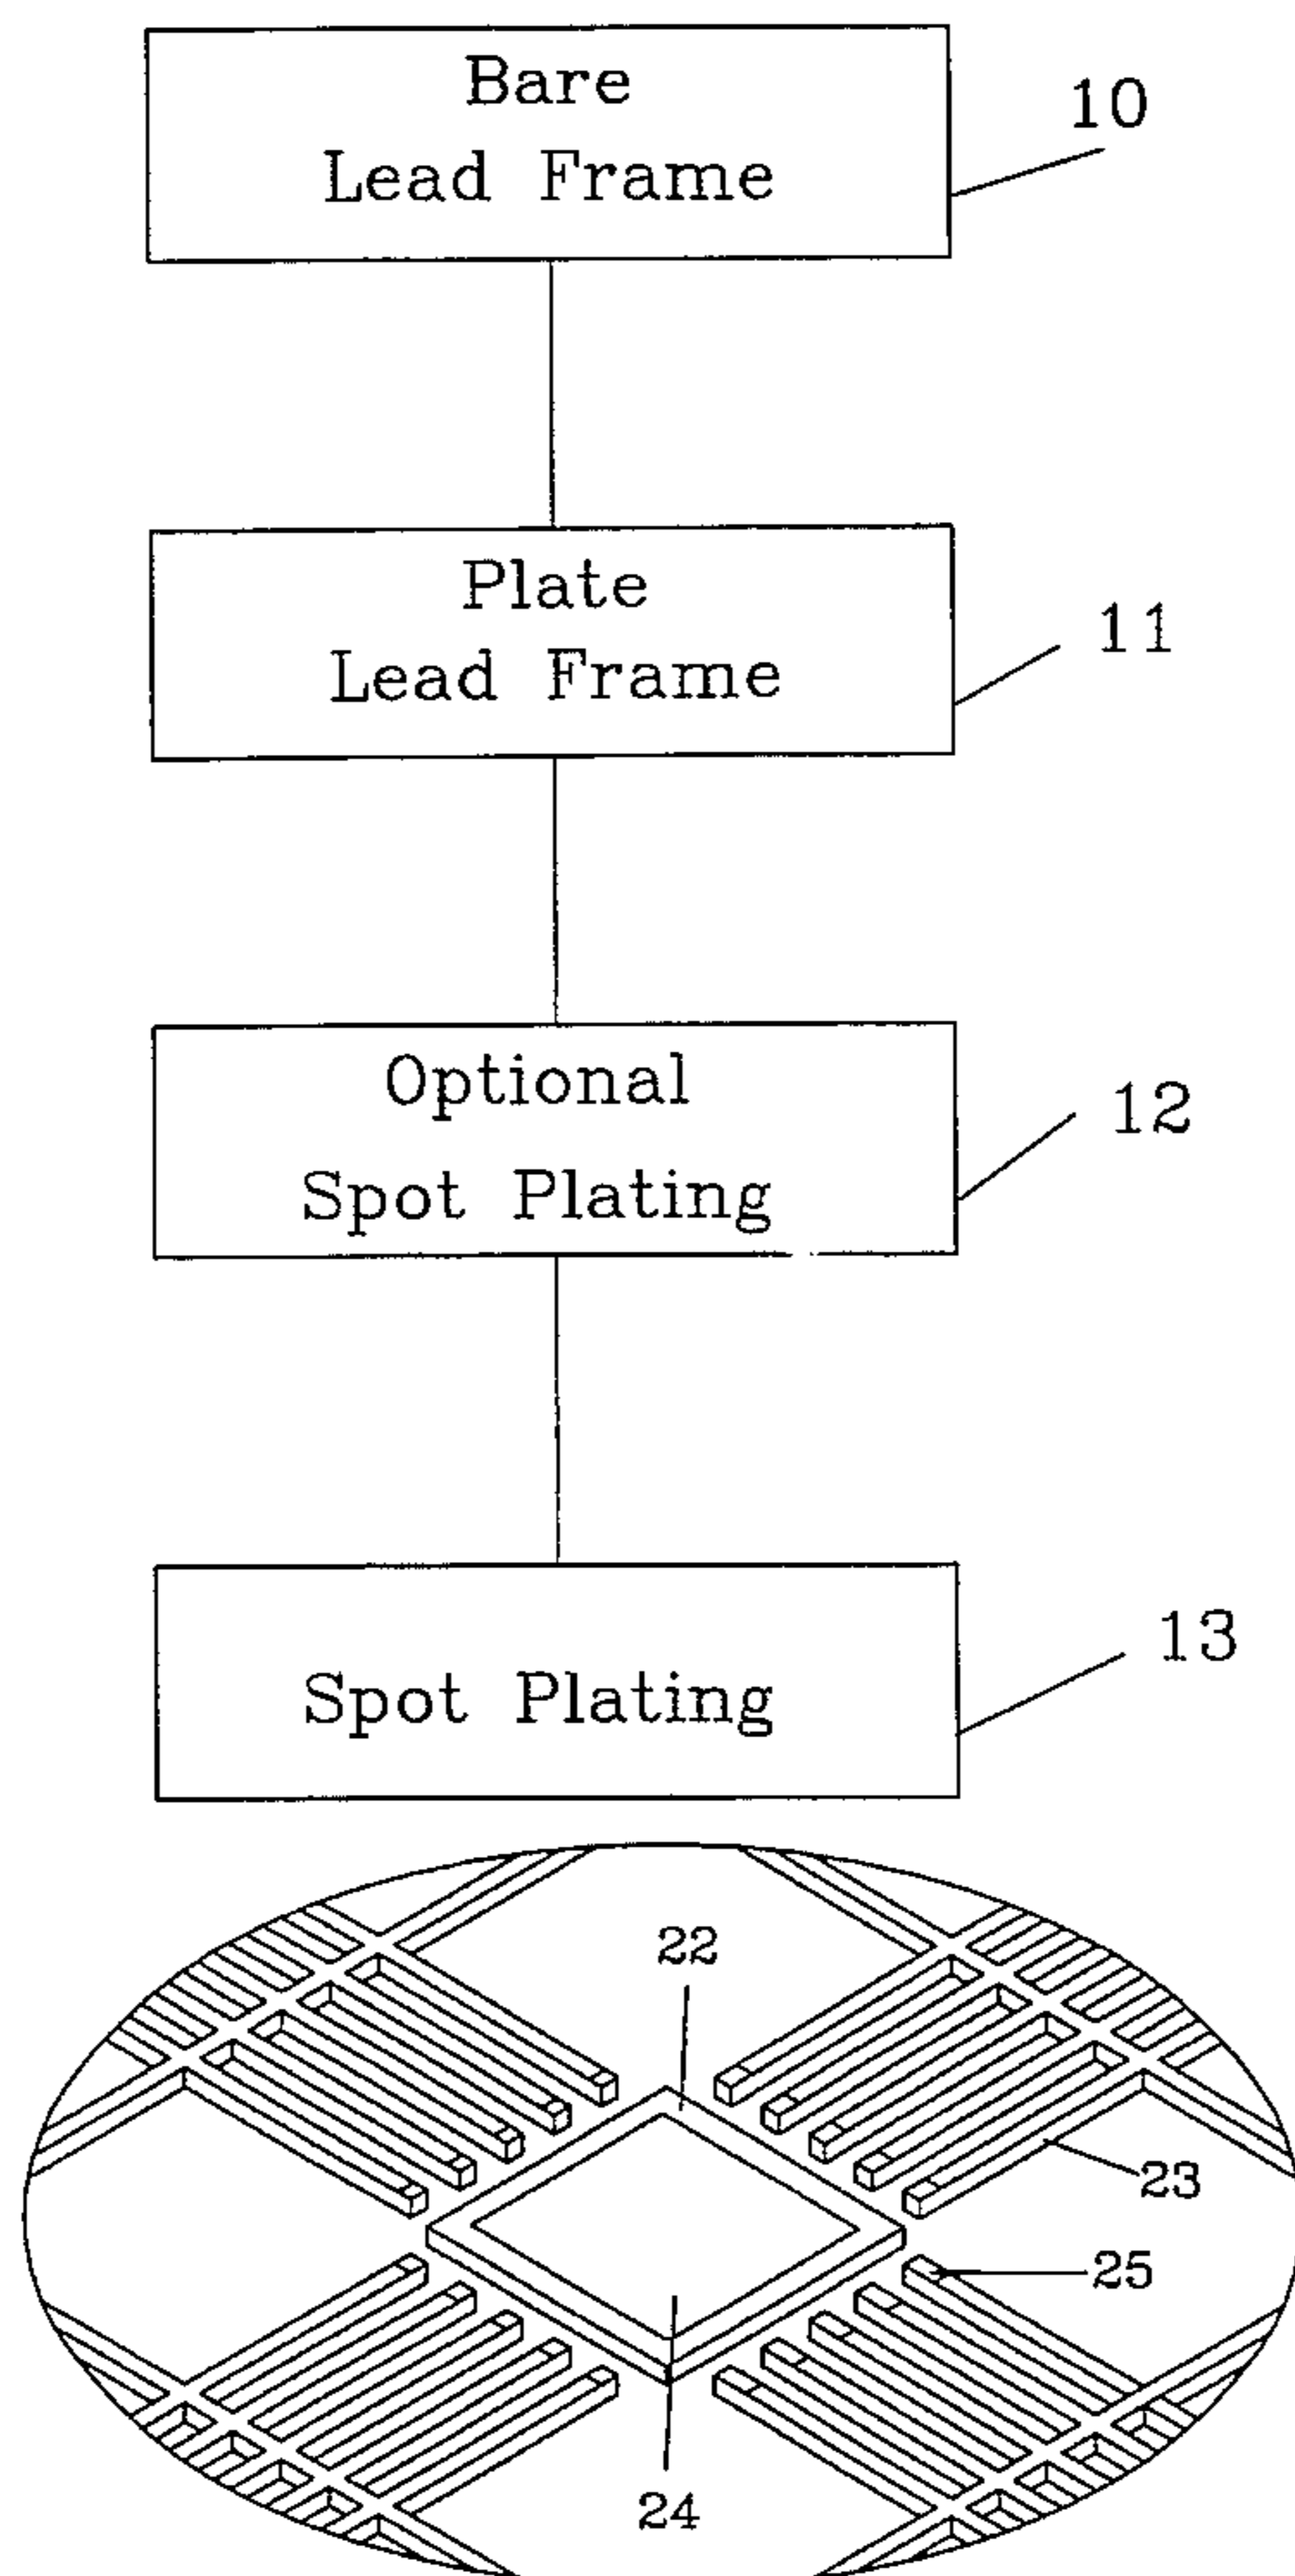 Bare
Lead Frame
10
Plate
Lead Frame
11
Optional
Spot Plating
12
Spot Plating
13
22
23
25
24